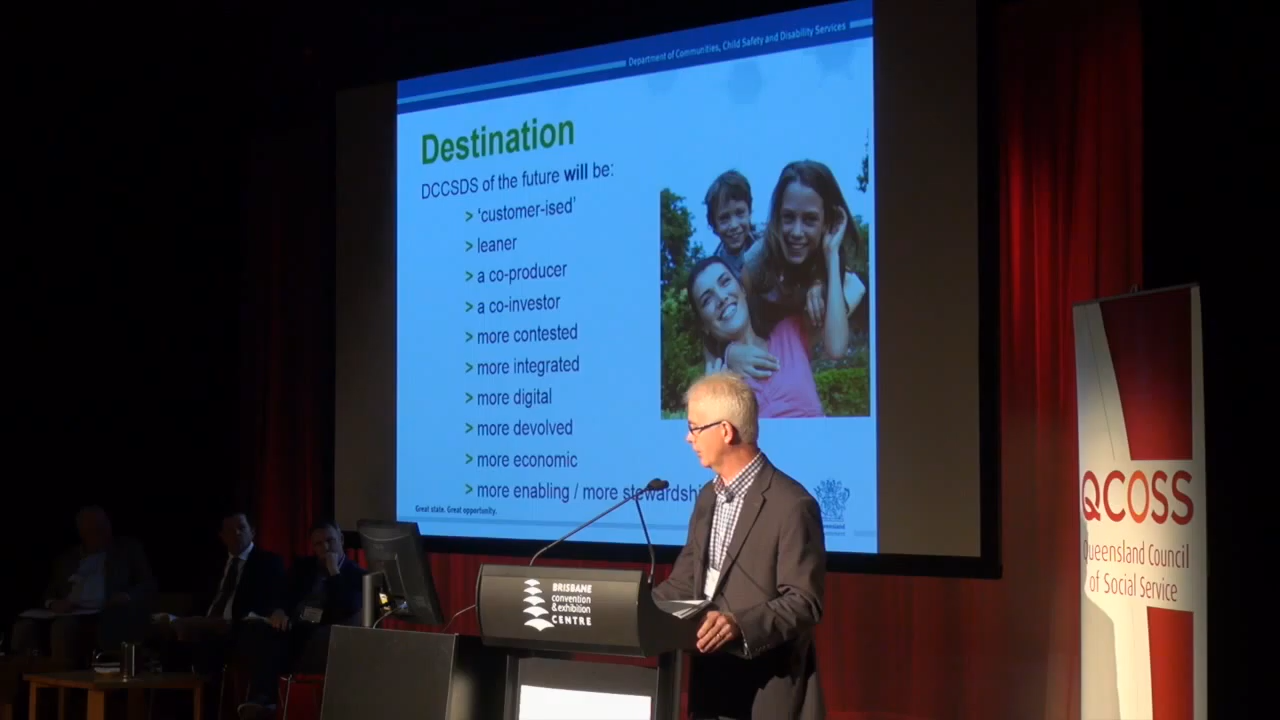 Department of Communities, Child Safety and Disability Services
Destination
DCCSDS of the future will be:
> 'customer-ised'
> leaner
> a co-producer
> a co-investor
> more contested
> more integrated
> more digital
> more devolved
> more economic
> more enabling / more stewardshi
Great state. Great opportunity.
BRISBANE
convention
& exhibition
CENTRE
QCOSS
Queensland Council
of Social Service